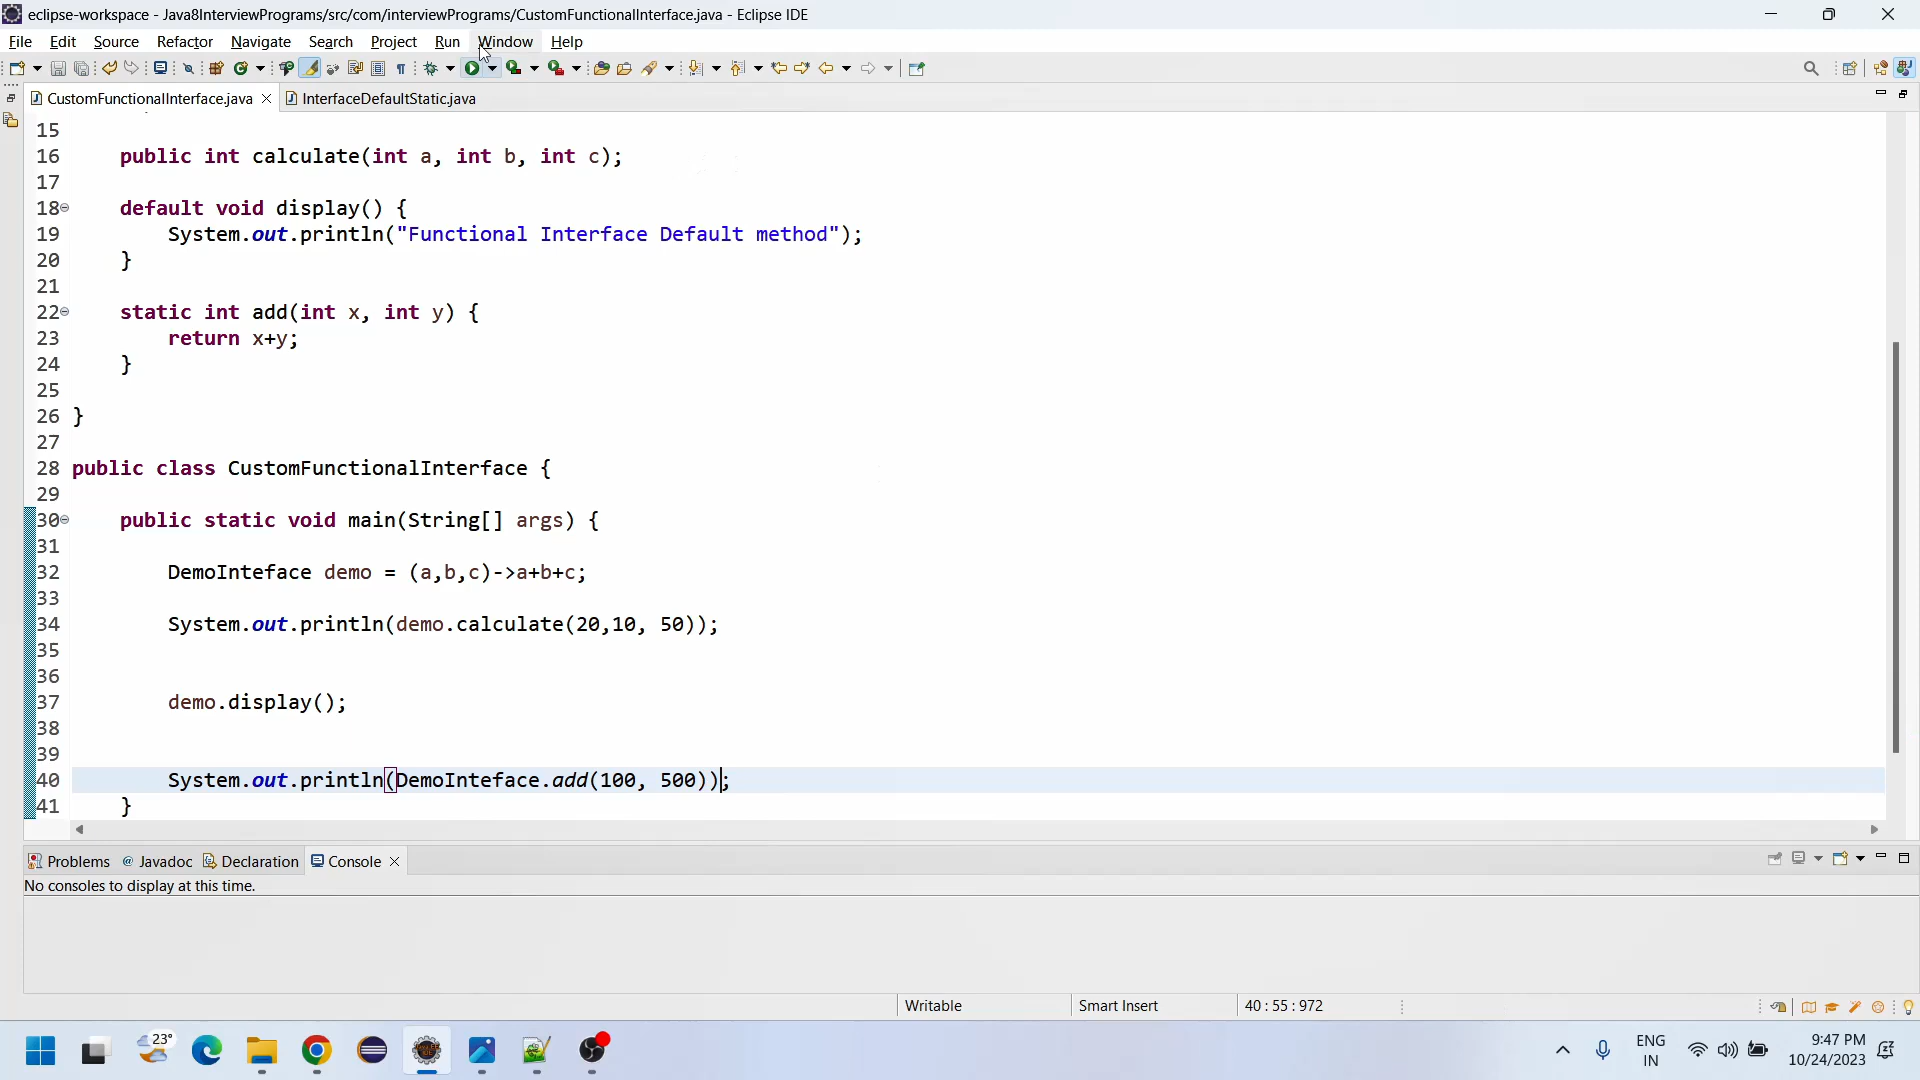 eclipse-workspace - Java8InterviewPrograms/src/com/interviewPrograms/CustomFunctionalInterface.java - Eclipse IDE
File Edit Source Refactor Navigate Search Project Run Window Help
CustomFunctionalInterface.java InterfaceDefaultStatic.java
15
16 public int calculate(int a, int b, int c);
17
18 default void display() {
19 System.out.println("Functional Interface Default method");
20 }
21
22 static int add(int x, int y) {
23 return x+y;
24 }
25
26 }
27
28 public class CustomFunctionalInterface {
29
30 public static void main(String[] args) {
31
32 DemoInteface demo = (a,b,c)->a+b+c;
33
34 System.out.println(demo.calculate(20,10, 50));
35
36
37 demo.display();
38
39
40 System.out.println(DemoInteface.add(100, 500));
41 }
Problems @ Javadoc Declaration Console
No consoles to display at this time.
Writable Smart Insert 40 : 55 : 972
23°
ENG
IN
9:47 PM
10/24/2023